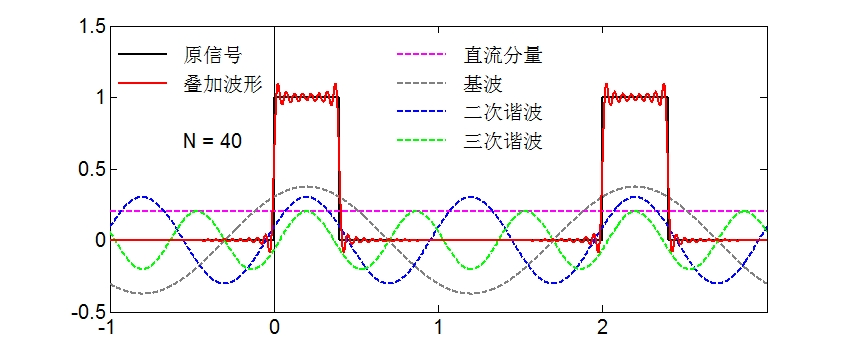 1.5
1
0.5
0
-0.5
-1
0
1
2
原信号
叠加波形
N = 40
直流分量
基波
二次谐波
三次谐波